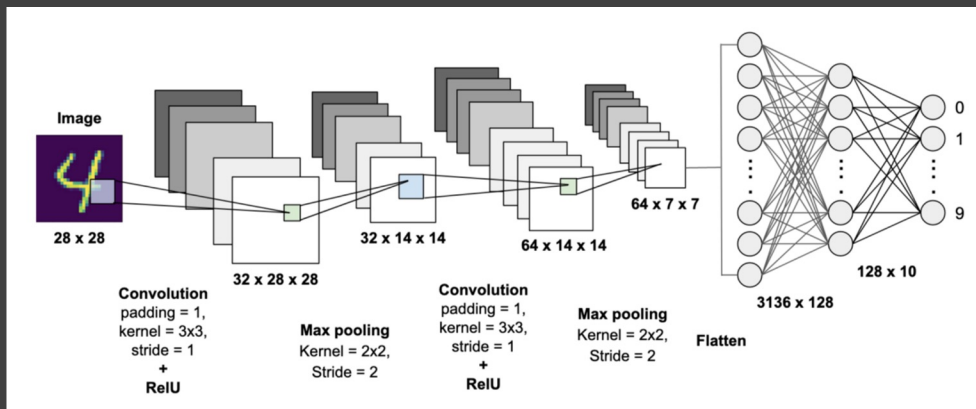 Image
28 x 28
32 x 28 x 28
Convolution
padding = 1,
kernel = 3x3,
stride = 1
+
RelU
32 x 14 x 14
Max pooling
Kernel = 2x2,
Stride = 2
64 x 14 x 14
Convolution
padding = 1,
kernel = 3x3,
stride = 1
+
RelU
64 x 7 x 7
Max pooling
Kernel = 2x2,
Stride = 2
Flatten
3136 x 128
128 x 10
0
1
9
4